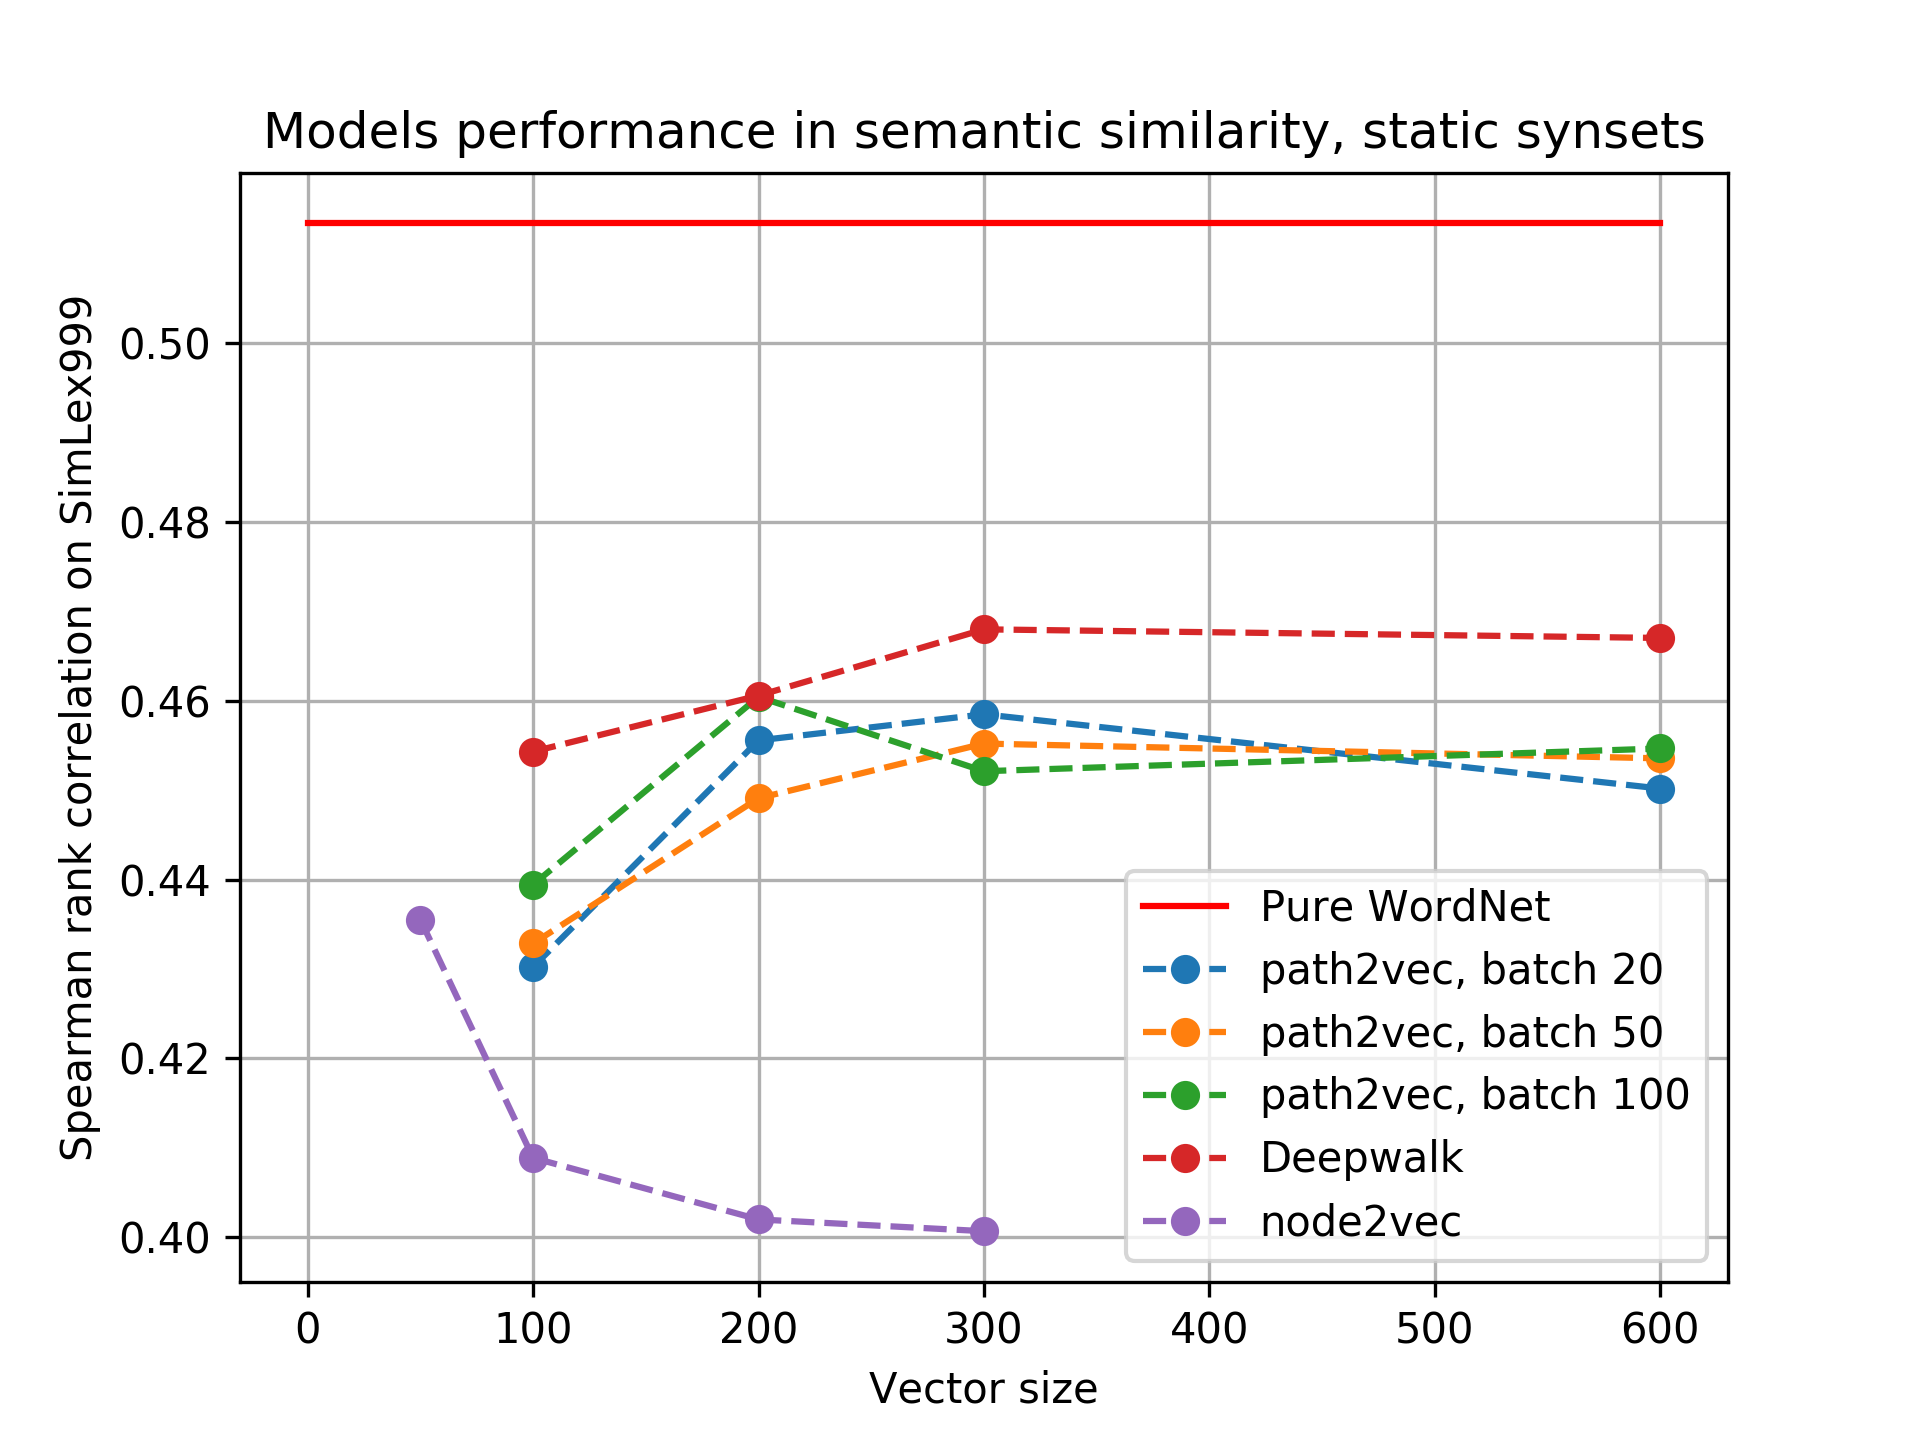 Models performance in semantic similarity, static synsets
Spearman rank correlation on SimLex999
0.50
0.48
0.46
0.44
0.42
0.40
0 100 200 300 400 500 600
Vector size
Pure WordNet
path2vec, batch 20
path2vec, batch 50
path2vec, batch 100
Deepwalk
node2vec